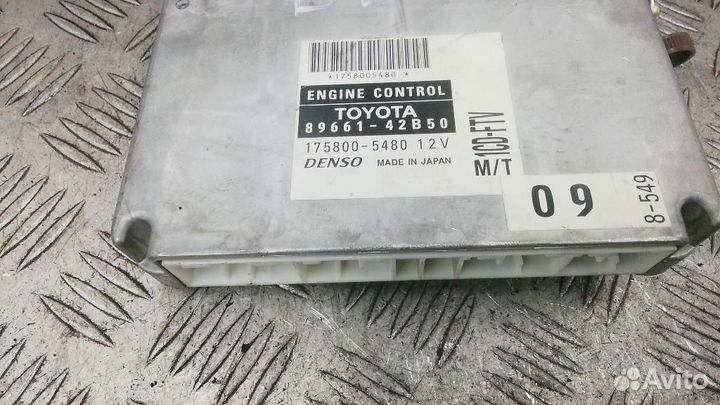 *1758005480*
ENGINE CONTROL
TOYOTA
89661-42B50
175800-5480 12V
DENSO MADE IN JAPAN
1CD-FTV
M/T
09
8-549
Avito